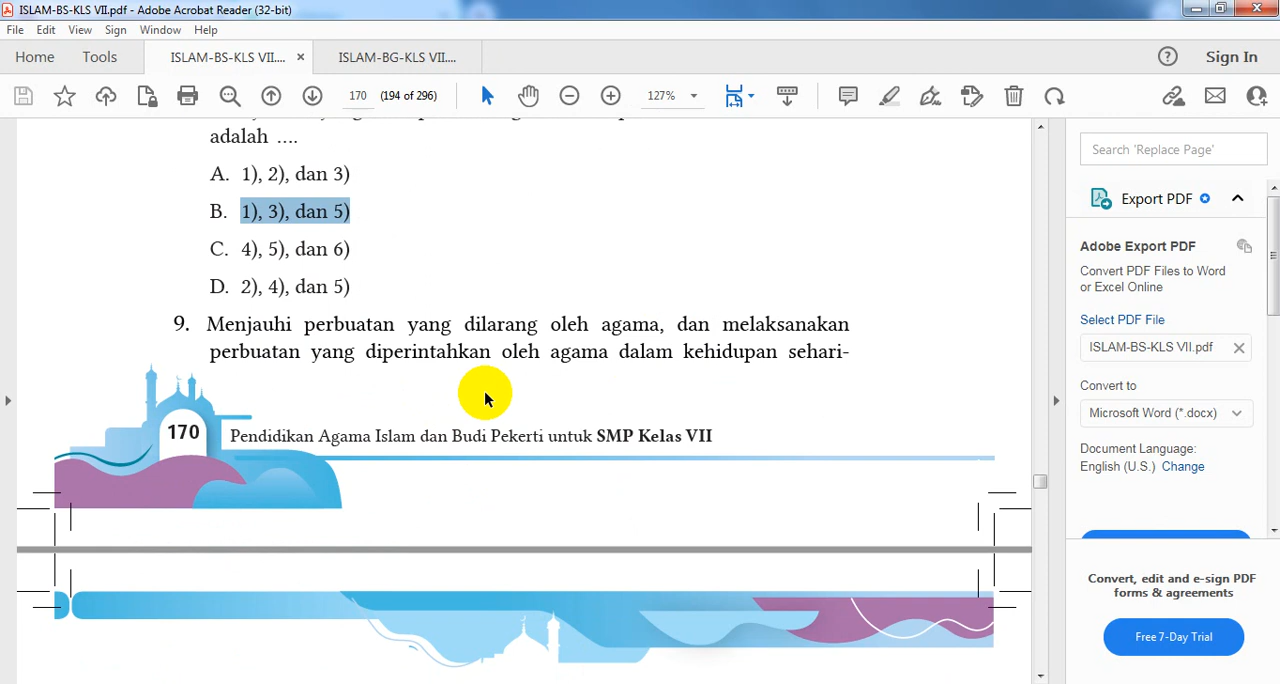 ISLAM-BS-KLS VII.pdf - Adobe Acrobat Reader (32-bit)
File Edit View Sign Window Help
Home Tools ISLAM-BS-KLS VII.... × ISLAM-BG-KLS VII.... ? Sign In
170 (194 of 296) 127%
adalah ....
A. 1), 2), dan 3)
B. 1), 3), dan 5)
C. 4), 5), dan 6)
D. 2), 4), dan 5)
9. Menjauhi perbuatan yang dilarang oleh agama, dan melaksanakan
perbuatan yang diperintahkan oleh agama dalam kehidupan sehari-
170 Pendidikan Agama Islam dan Budi Pekerti untuk SMP Kelas VII
Search 'Replace Page'
Export PDF
Adobe Export PDF
Convert PDF Files to Word
or Excel Online
Select PDF File
ISLAM-BS-KLS VII.pdf
Convert to
Microsoft Word (*.docx)
Document Language:
English (U.S.) Change
Convert, edit and e-sign PDF
forms & agreements
Free 7-Day Trial